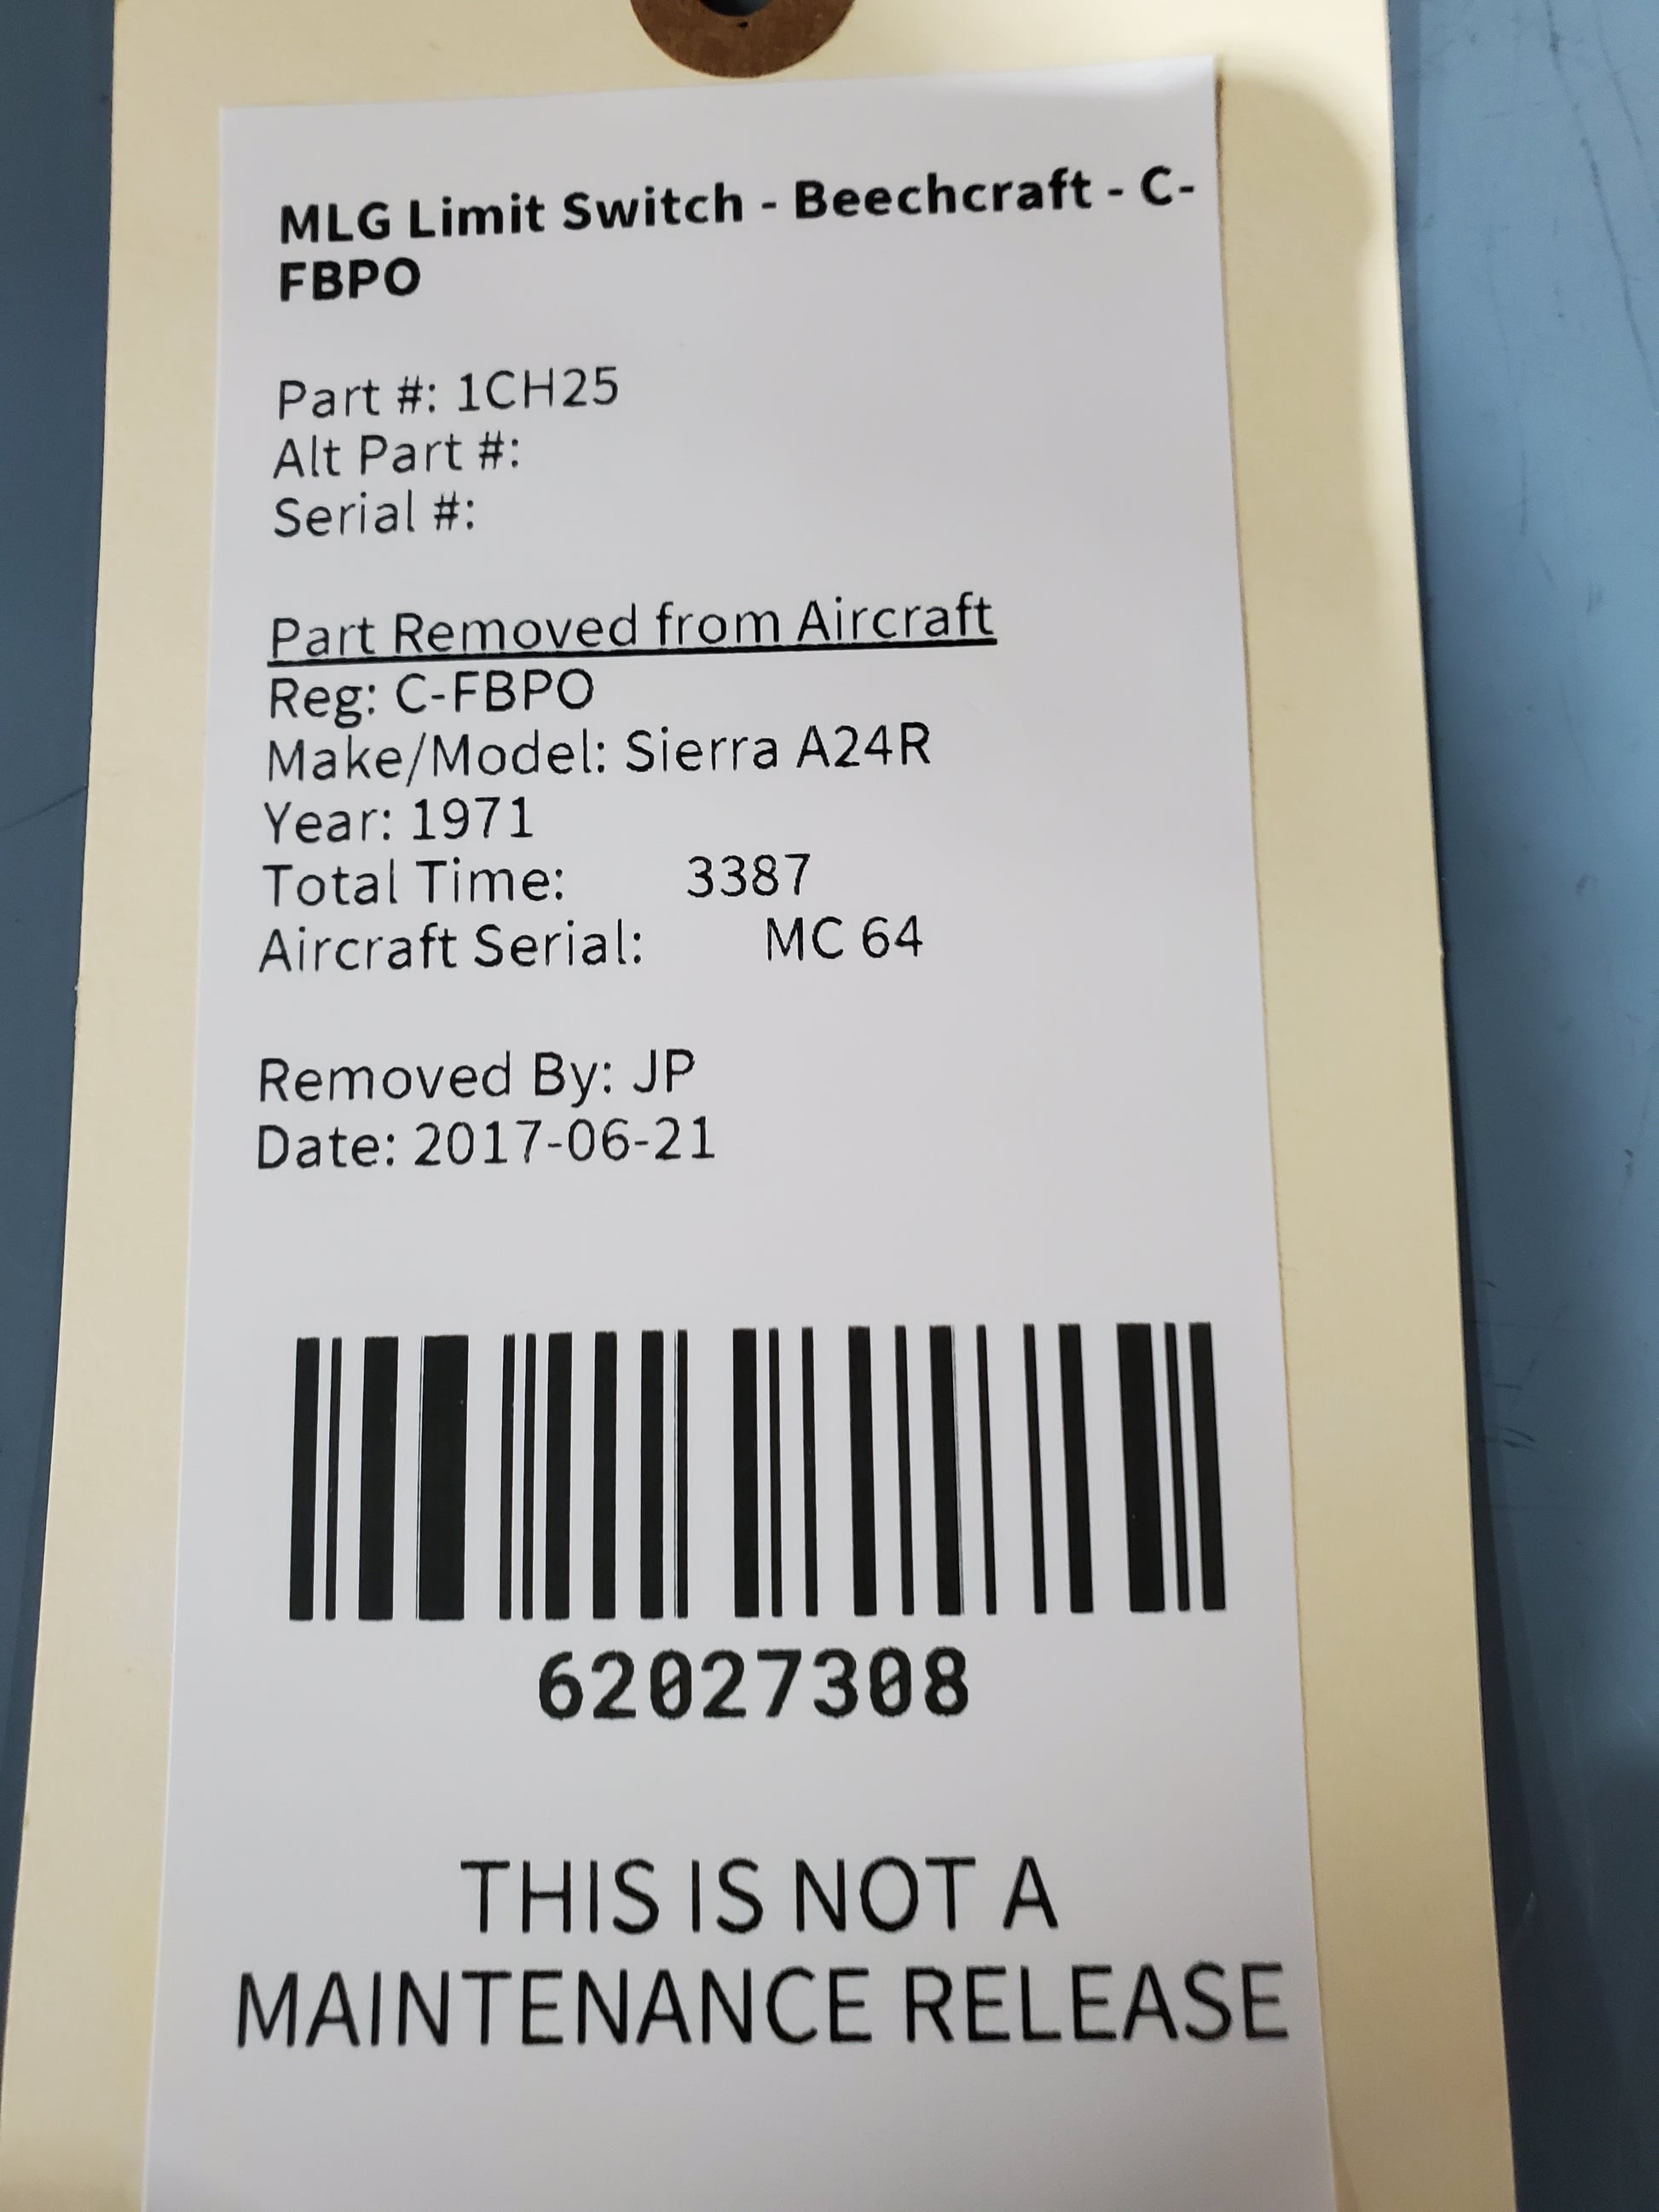 MLG Limit Switch - Beechcraft - C-
FBPO
Part #: 1CH25
Alt Part #:
Serial #:
Part Removed from Aircraft
Reg: C-FBPO
Make/Model: Sierra A24R
Year: 1971
Total Time: 3387
Aircraft Serial: MC 64
Removed By: JP
Date: 2017-06-21
62027308
THIS IS NOT A
MAINTENANCE RELEASE